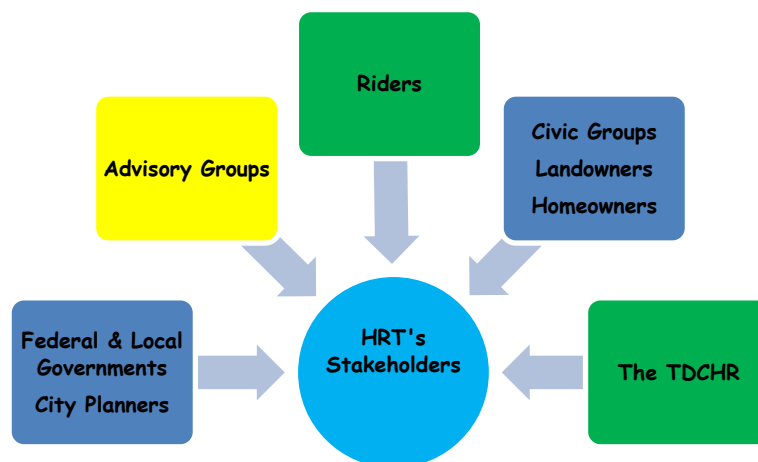 Riders
Advisory Groups
Civic Groups
Landowners
Homeowners
Federal & Local
Governments
City Planners
HRT's
Stakeholders
The TDCHR